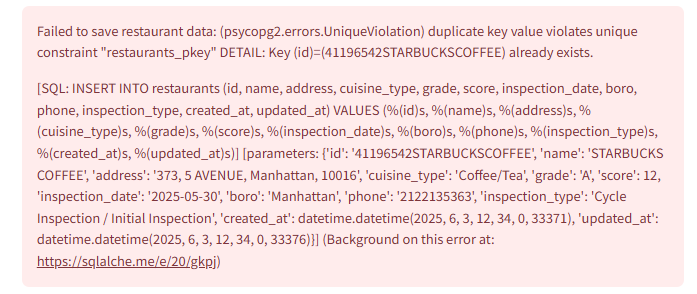 Failed to save restaurant data: (psycopg2.errors.UniqueViolation) duplicate key value violates unique
constraint "restaurants_pkey" DETAIL: Key (id)=(41196542STARBUCKSCOFFEE) already exists.
[SQL: INSERT INTO restaurants (id, name, address, cuisine_type, grade, score, inspection_date, boro,
phone, inspection_type, created_at, updated_at) VALUES (%(id)s, %(name)s, %(address)s, %
(cuisine_type)s, %(grade)s, %(score)s, %(inspection_date)s, %(boro)s, %(phone)s, %(inspection_type)s,
%(created_at)s, %(updated_at)s)] [parameters: {'id': '41196542STARBUCKSCOFFEE', 'name': 'STARBUCKS
COFFEE', 'address': '373, 5 AVENUE, Manhattan, 10016', 'cuisine_type': 'Coffee/Tea', 'grade': 'A', 'score': 12,
'inspection_date': '2025-05-30', 'boro': 'Manhattan', 'phone': '2122135363', 'inspection_type': 'Cycle
Inspection / Initial Inspection', 'created_at': datetime.datetime(2025, 6, 3, 12, 34, 0, 33371), 'updated_at':
datetime.datetime(2025, 6, 3, 12, 34, 0, 33376)}] (Background on this error at:
https://sqlalche.me/e/20/gkpj)